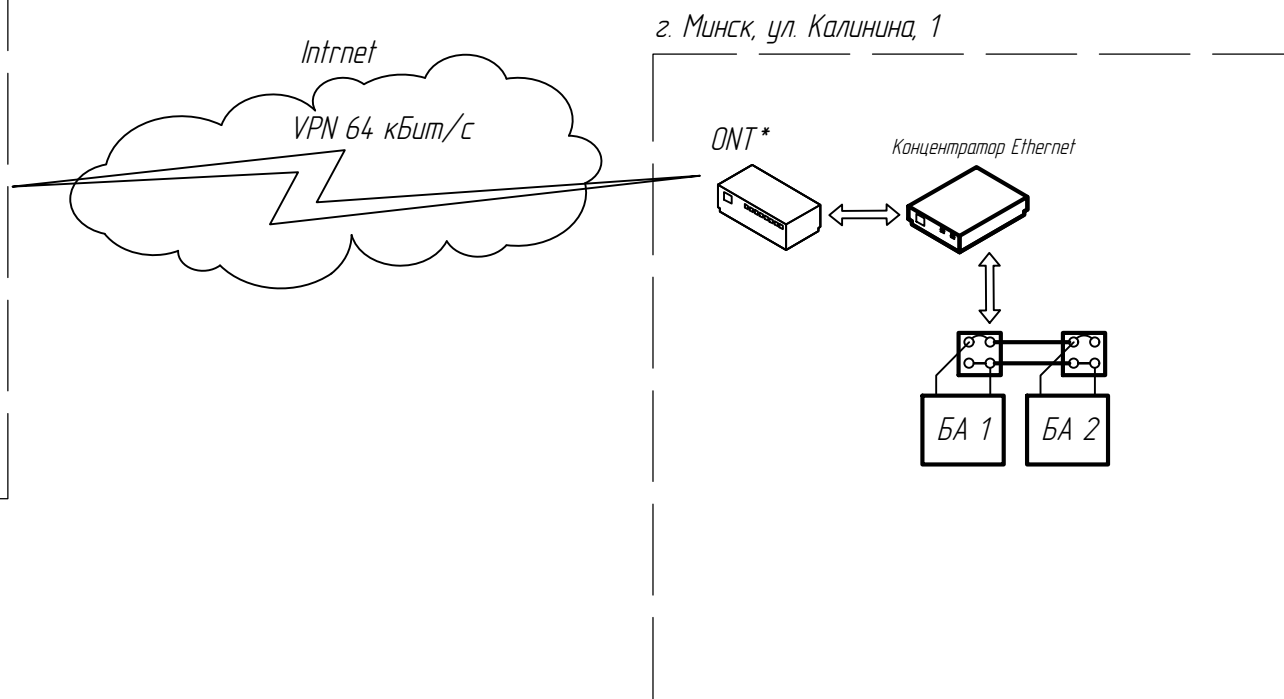 г. Минск, ул. Калинина, 1
Intrnet
VPN 64 кБит/с
ONT*
Концентратор Ethernet
БА 1
БА 2